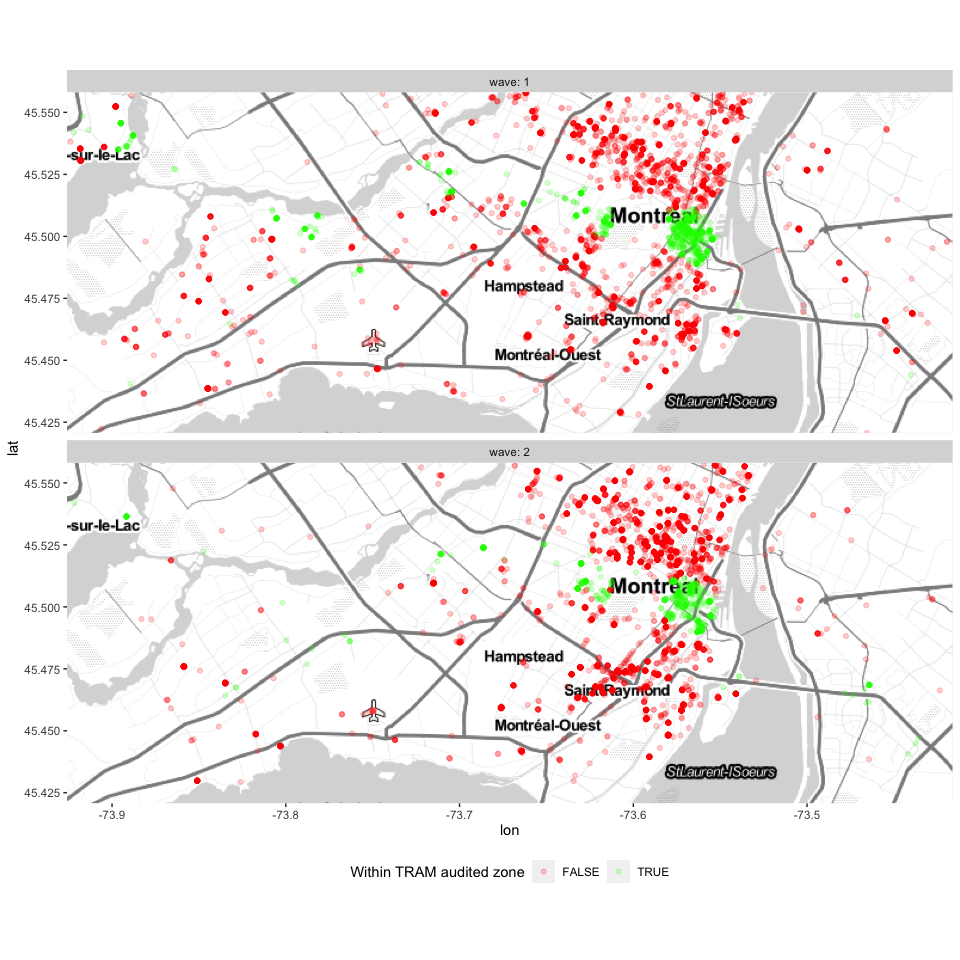 wave: 1
45.550
45.525
45.500
45.475
45.450
45.425
-sur-le-Lac
Montréal
Hampstead
Saint Raymond
Montréal-Ouest
StLaurent-ISoeurs
lat
wave: 2
45.550
45.525
45.500
45.475
45.450
45.425
-sur-le-Lac
Montréal
Hampstead
Saint Raymond
Montréal-Ouest
StLaurent-ISoeurs
-73.9 -73.8 -73.7 -73.6 -73.5
lon
Within TRAM audited zone FALSE TRUE